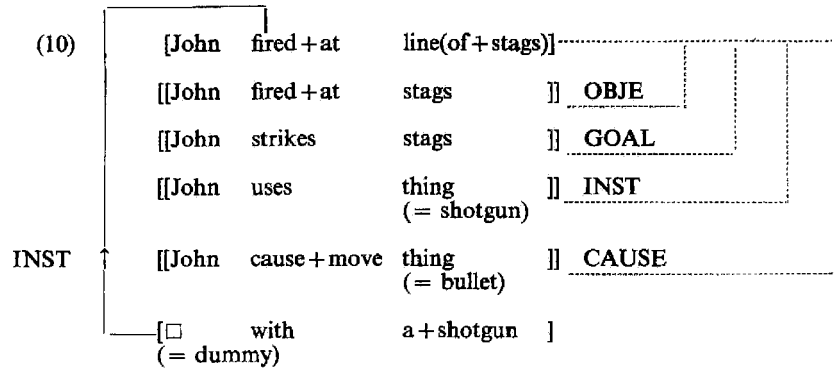 (10) [John fired+at line(of+stags)]
[[John fired+at stags ]] OBJE
[[John strikes stags ]] GOAL
[[John uses thing ]] INST
(= shotgun)
INST ↑ [[John cause+move thing ]] CAUSE
(= bullet)
[□ with a+shotgun ]
(= dummy)